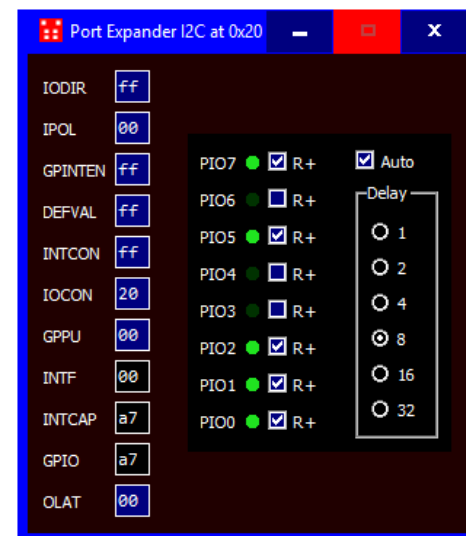 Port Expander I2C at 0x20
IODIR ff
IPOL 00
GPINTEN ff
DEFVAL ff
INTCON ff
IOCON 20
GPPU 00
INTF 00
INTCAP a7
GPIO a7
OLAT 00
PIO7 R+
PIO6 R+
PIO5 R+
PIO4 R+
PIO3 R+
PIO2 R+
PIO1 R+
PIO0 R+
Auto
Delay
1
2
4
8
16
32